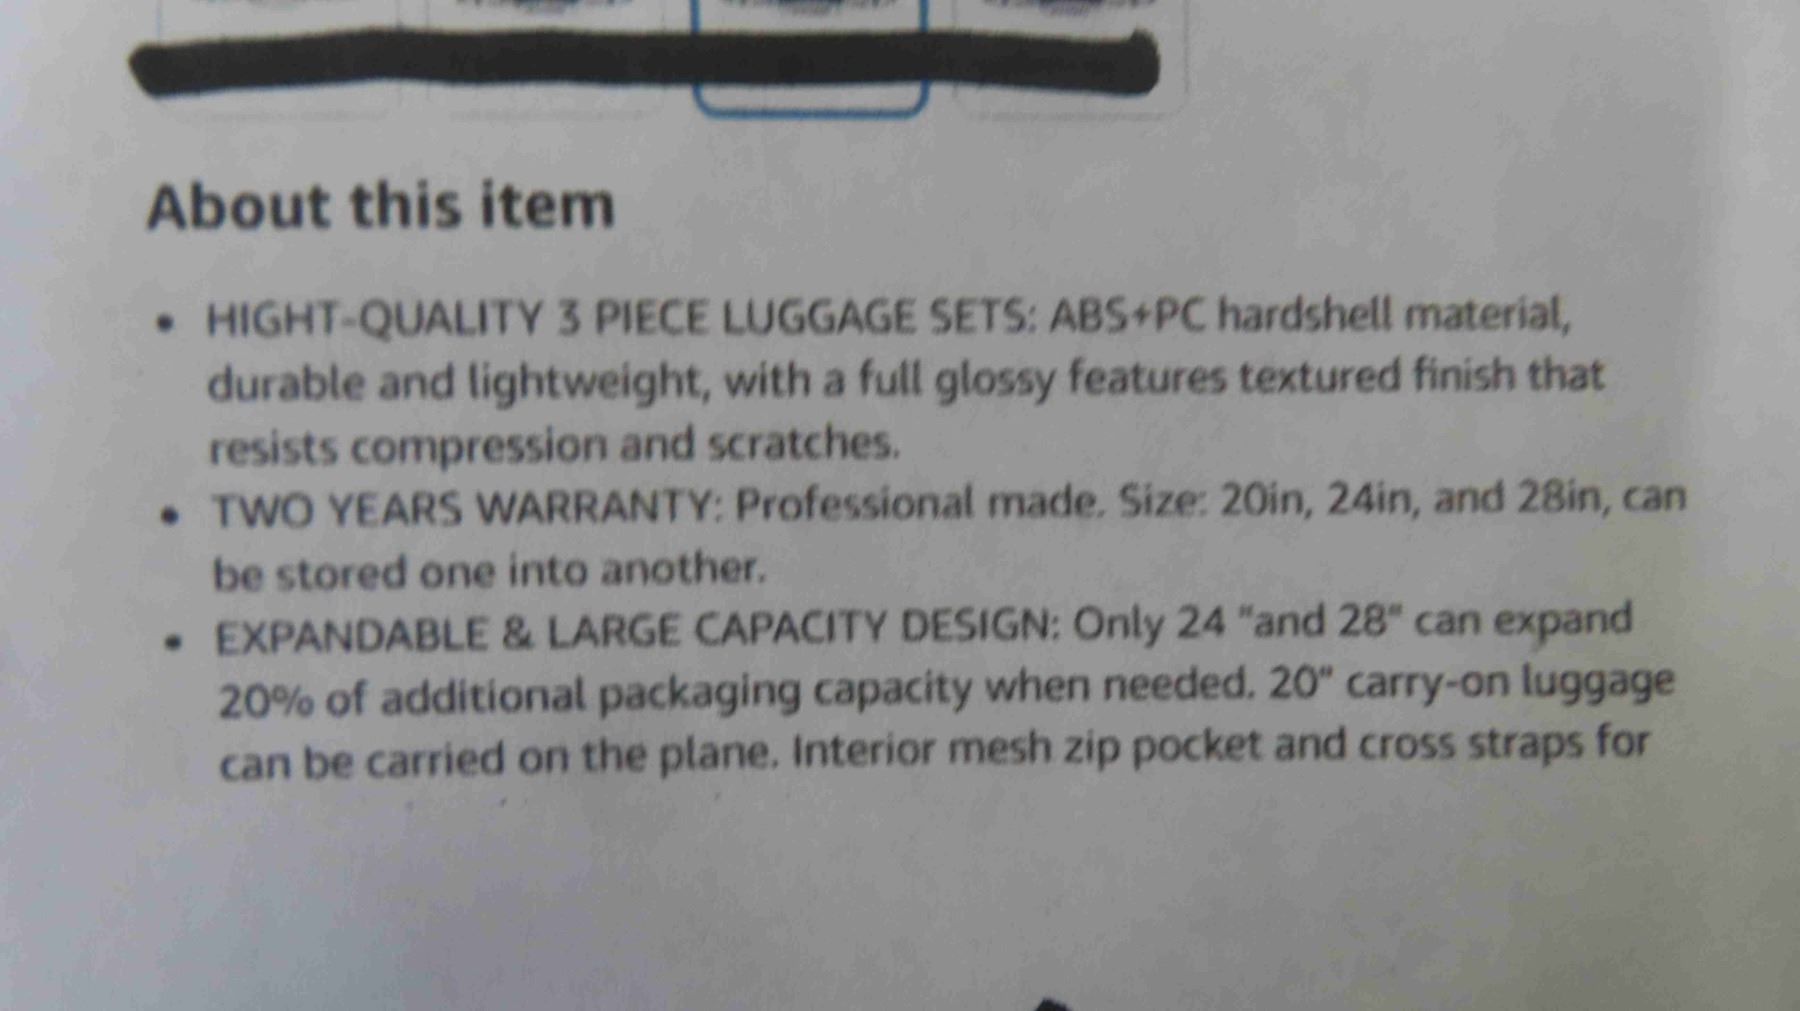 About this item
• HIGHT-QUALITY 3 PIECE LUGGAGE SETS: ABS+PC hardshell material,
durable and lightweight, with a full glossy features textured finish that
resists compression and scratches.
• TWO YEARS WARRANTY: Professional made. Size: 20in, 24in, and 28in, can
be stored one into another.
• EXPANDABLE & LARGE CAPACITY DESIGN: Only 24 "and 28" can expand
20% of additional packaging capacity when needed. 20" carry-on luggage
can be carried on the plane. Interior mesh zip pocket and cross straps for